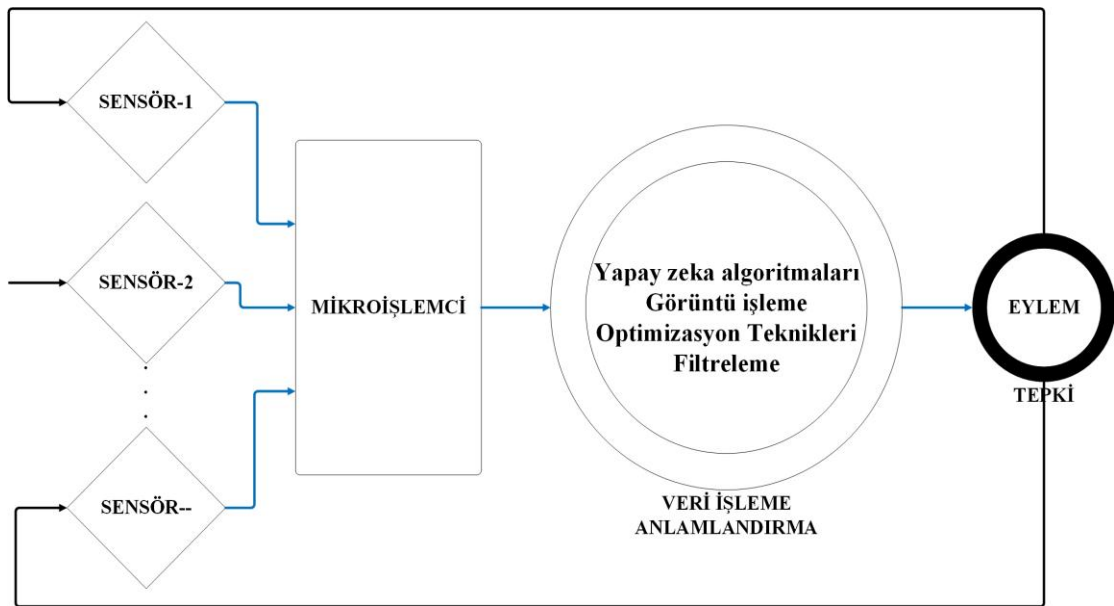 SENSÖR-1
SENSÖR-2
SENSÖR--
MİKROİŞLEMCİ
Yapay zeka algoritmaları
Görüntü işleme
Optimizasyon Teknikleri
Filtreleme
VERİ İŞLEME
ANLAMLANDIRMA
EYLEM
TEPKİ